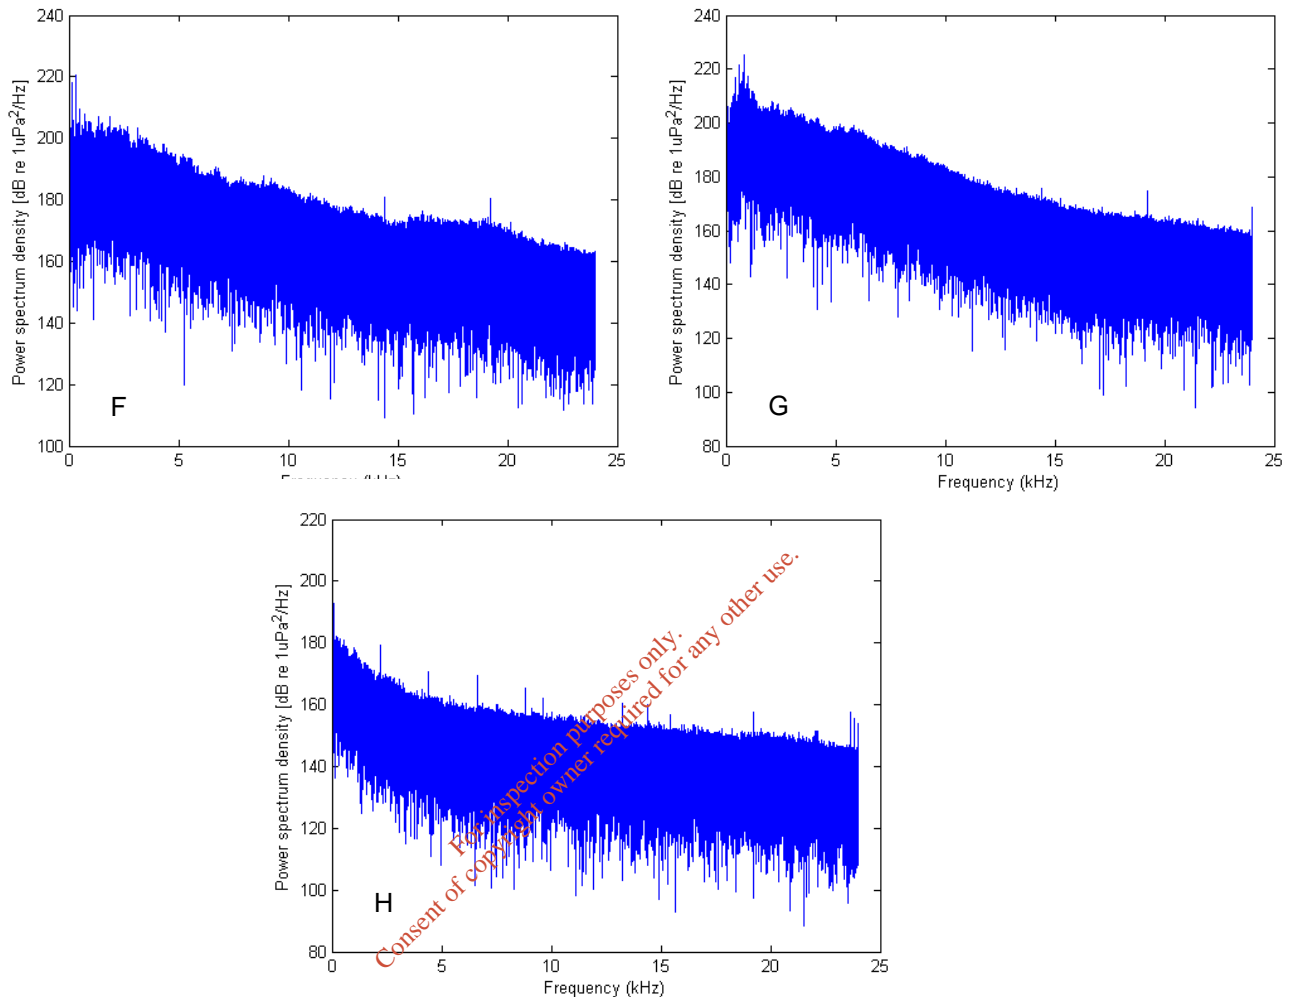 240
220
200
180
160
140
120
100
0 5 10 15 20 25
Power spectrum density [dB re 1uPa²/Hz]
Frequency (kHz)
F
240
220
200
180
160
140
120
100
80
0 5 10 15 20 25
Power spectrum density [dB re 1uPa²/Hz]
Frequency (kHz)
G
220
200
180
160
140
120
100
80
0 5 10 15 20 25
Power spectrum density [dB re 1uPa²/Hz]
Frequency (kHz)
H
For inspection purposes only.
Consent of copyright owner required for any other use.